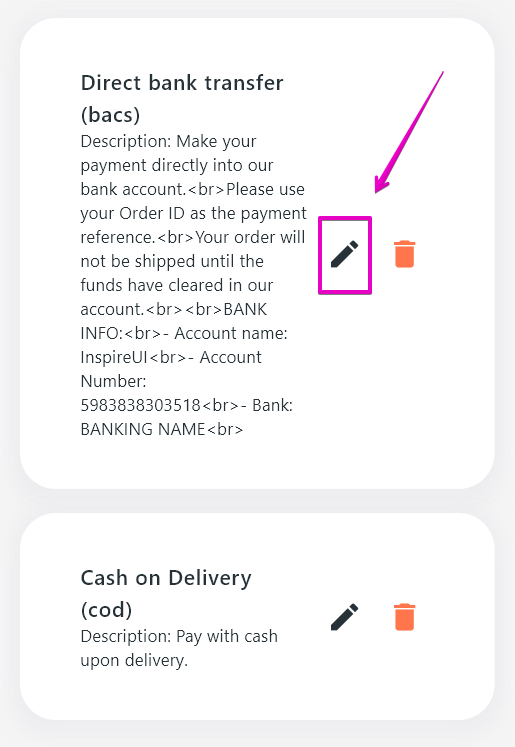 Direct bank transfer
(bacs)
Description: Make your
payment directly into our
bank account.<br>Please use
your Order ID as the payment
reference.<br>Your order will
not be shipped until the
funds have cleared in our
account.<br><br>BANK
INFO:<br>- Account name:
InspireUI<br>- Account
Number:
5983838303518<br>- Bank:
BANKING NAME<br>
Cash on Delivery
(cod)
Description: Pay with cash
upon delivery.